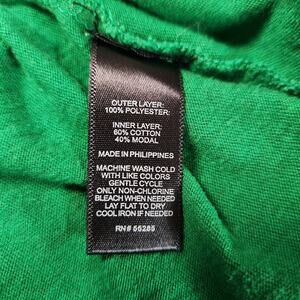 OUTER LAYER:
100% POLYESTER;
INNER LAYER:
60% COTTON
40% MODAL
MADE IN PHILIPPINES
MACHINE WASH COLD
WITH LIKE COLORS
GENTLE CYCLE
ONLY NON-CHLORINE
BLEACH WHEN NEEDED
LAY FLAT TO DRY
COOL IRON IF NEEDED
RN# 55285